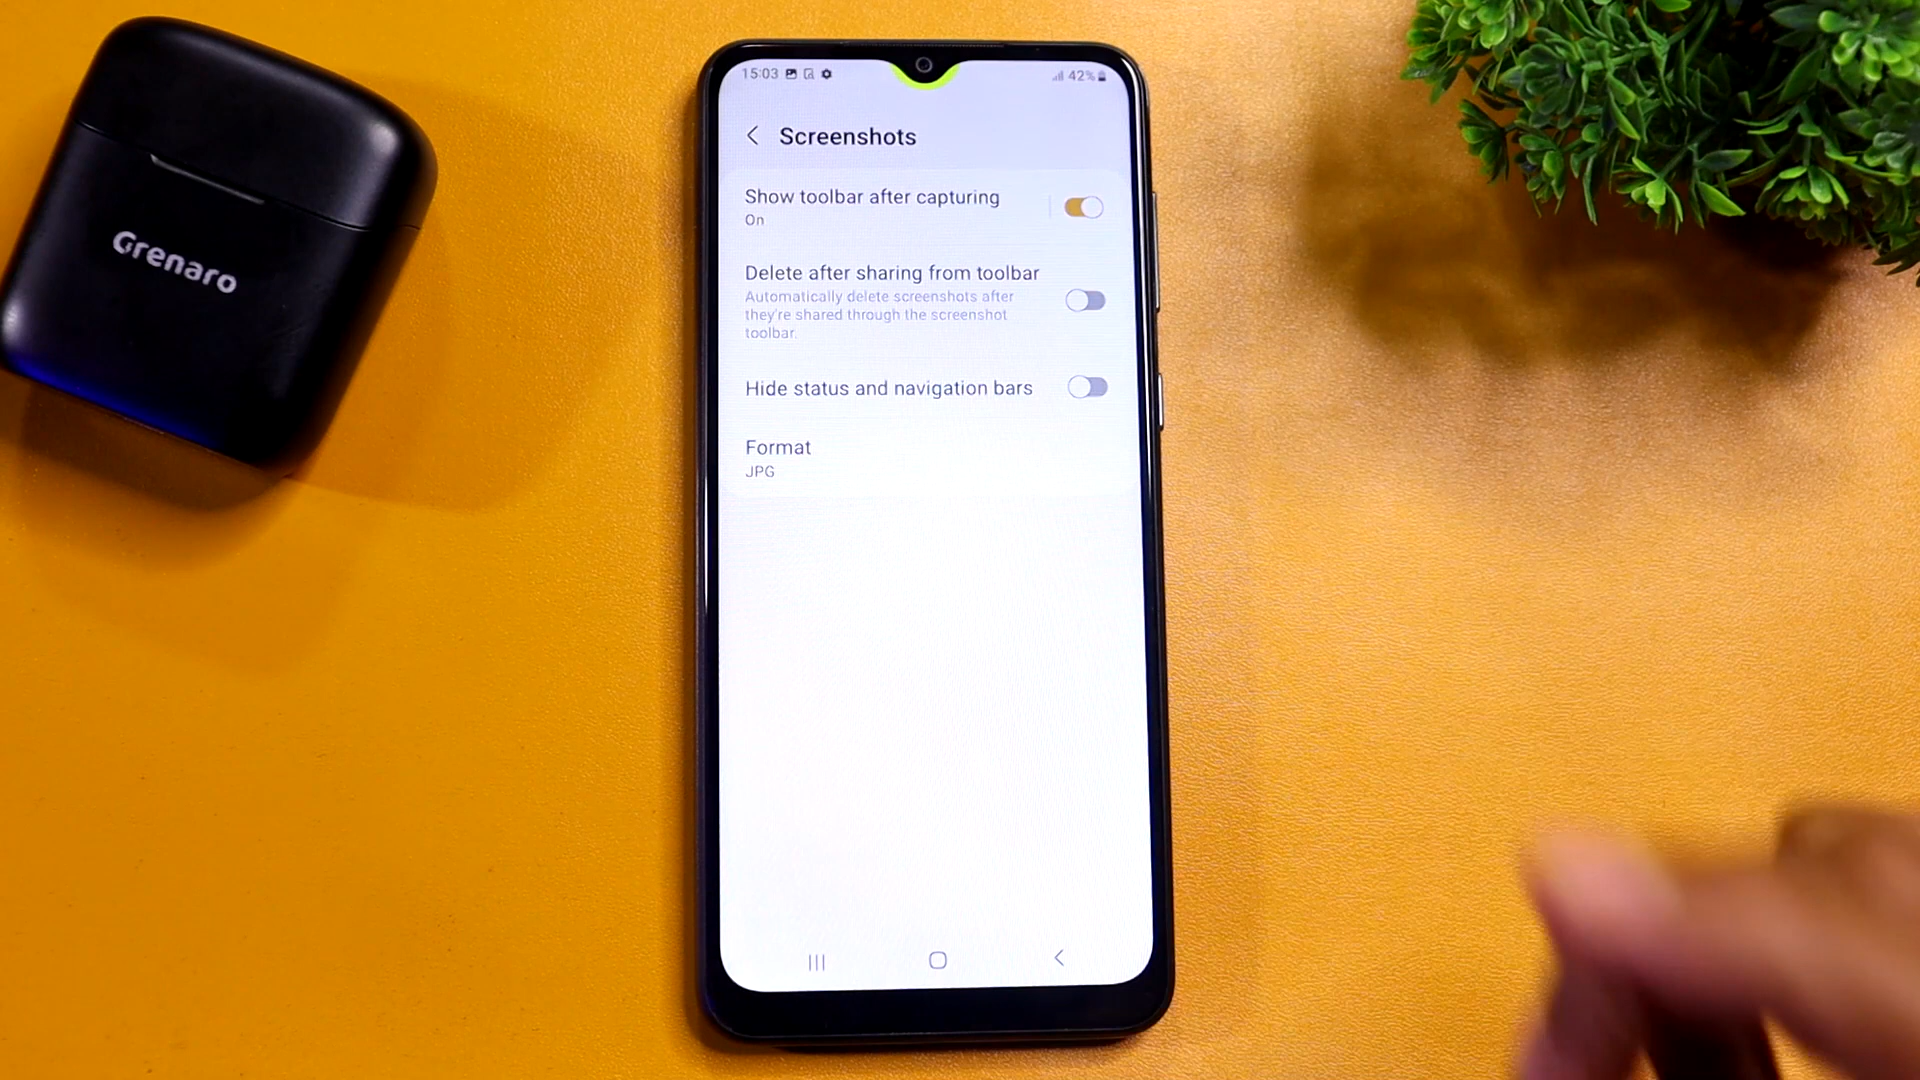 Grenaro
15:03
42%
Screenshots
Show toolbar after capturing
On
Delete after sharing from toolbar
Automatically delete screenshots after
they're shared through the screenshot
toolbar.
Hide status and navigation bars
Format
JPG